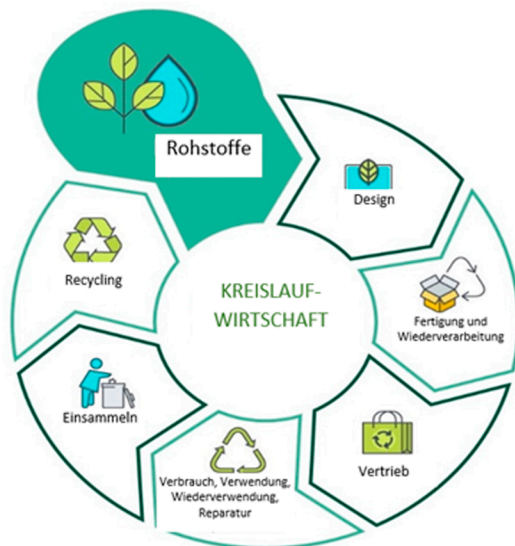 Rohstoffe
Design
Fertigung und
Wiederverarbeitung
Vertrieb
Verbrauch, Verwendung,
Wiederverwendung,
Reparatur
Einsammeln
Recycling
KREISLAUF-
WIRTSCHAFT